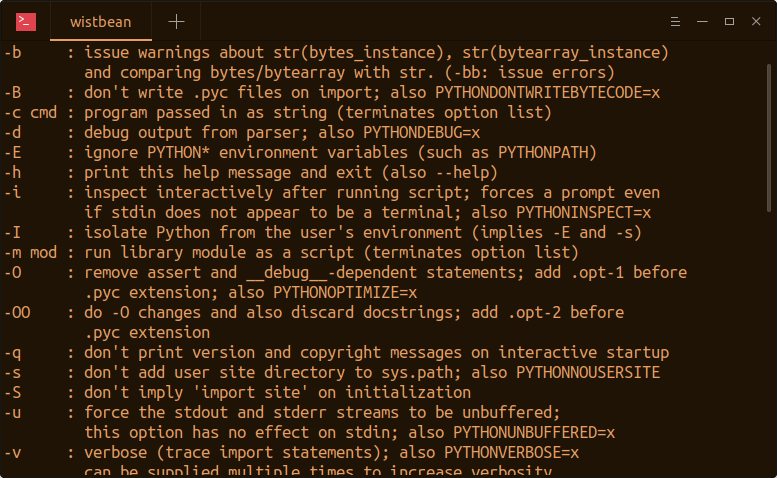 >_ wistbean +
-b     : issue warnings about str(bytes_instance), str(bytearray_instance)
         and comparing bytes/bytearray with str. (-bb: issue errors)
-B     : don't write .pyc files on import; also PYTHONDONTWRITEBYTECODE=x
-c cmd : program passed in as string (terminates option list)
-d     : debug output from parser; also PYTHONDEBUG=x
-E     : ignore PYTHON* environment variables (such as PYTHONPATH)
-h     : print this help message and exit (also --help)
-i     : inspect interactively after running script; forces a prompt even
         if stdin does not appear to be a terminal; also PYTHONINSPECT=x
-I     : isolate Python from the user's environment (implies -E and -s)
-m mod : run library module as a script (terminates option list)
-O     : remove assert and __debug__-dependent statements; add .opt-1 before
         .pyc extension; also PYTHONOPTIMIZE=x
-OO    : do -O changes and also discard docstrings; add .opt-2 before
         .pyc extension
-q     : don't print version and copyright messages on interactive startup
-s     : don't add user site directory to sys.path; also PYTHONNOUSERSITE
-S     : don't imply 'import site' on initialization
-u     : force the stdout and stderr streams to be unbuffered;
         this option has no effect on stdin; also PYTHONUNBUFFERED=x
-v     : verbose (trace import statements); also PYTHONVERBOSE=x
         can be supplied multiple times to increase verbosity